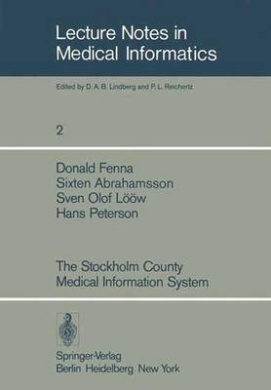 Lecture Notes in
Medical Informatics
Edited by D. A. B. Lindberg and P. L. Reichertz
2
Donald Fenna
Sixten Abrahamsson
Sven Olof Lööw
Hans Peterson
The Stockholm County
Medical Information System
Springer-Verlag
Berlin Heidelberg New York